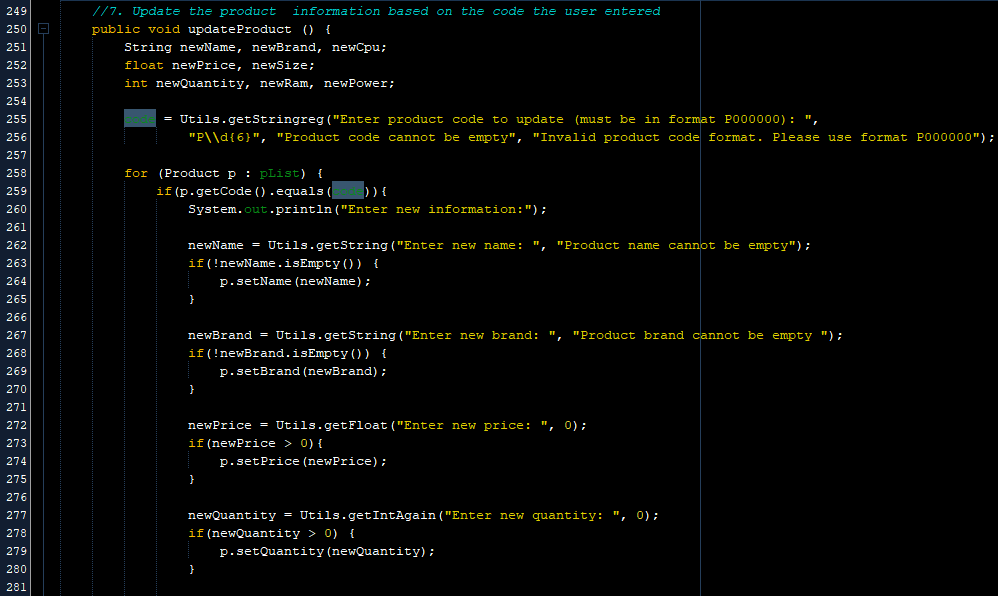 249 //7. Update the product  information based on the code the user entered
250 public void updateProduct () {
251 String newName, newBrand, newCpu;
252 float newPrice, newSize;
253 int newQuantity, newRam, newPower;
254
255 code = Utils.getStringreg("Enter product code to update (must be in format P000000): ",
256 "P\\d{6}", "Product code cannot be empty", "Invalid product code format. Please use format P000000");
257
258 for (Product p : pList) {
259 if(p.getCode().equals(code)){
260 System.out.println("Enter new information:");
261
262 newName = Utils.getString("Enter new name: ", "Product name cannot be empty");
263 if(!newName.isEmpty()) {
264 p.setName(newName);
265 }
266
267 newBrand = Utils.getString("Enter new brand: ", "Product brand cannot be empty ");
268 if(!newBrand.isEmpty()) {
269 p.setBrand(newBrand);
270 }
271
272 newPrice = Utils.getFloat("Enter new price: ", 0);
273 if(newPrice > 0){
274 p.setPrice(newPrice);
275 }
276
277 newQuantity = Utils.getIntAgain("Enter new quantity: ", 0);
278 if(newQuantity > 0) {
279 p.setQuantity(newQuantity);
280 }
281